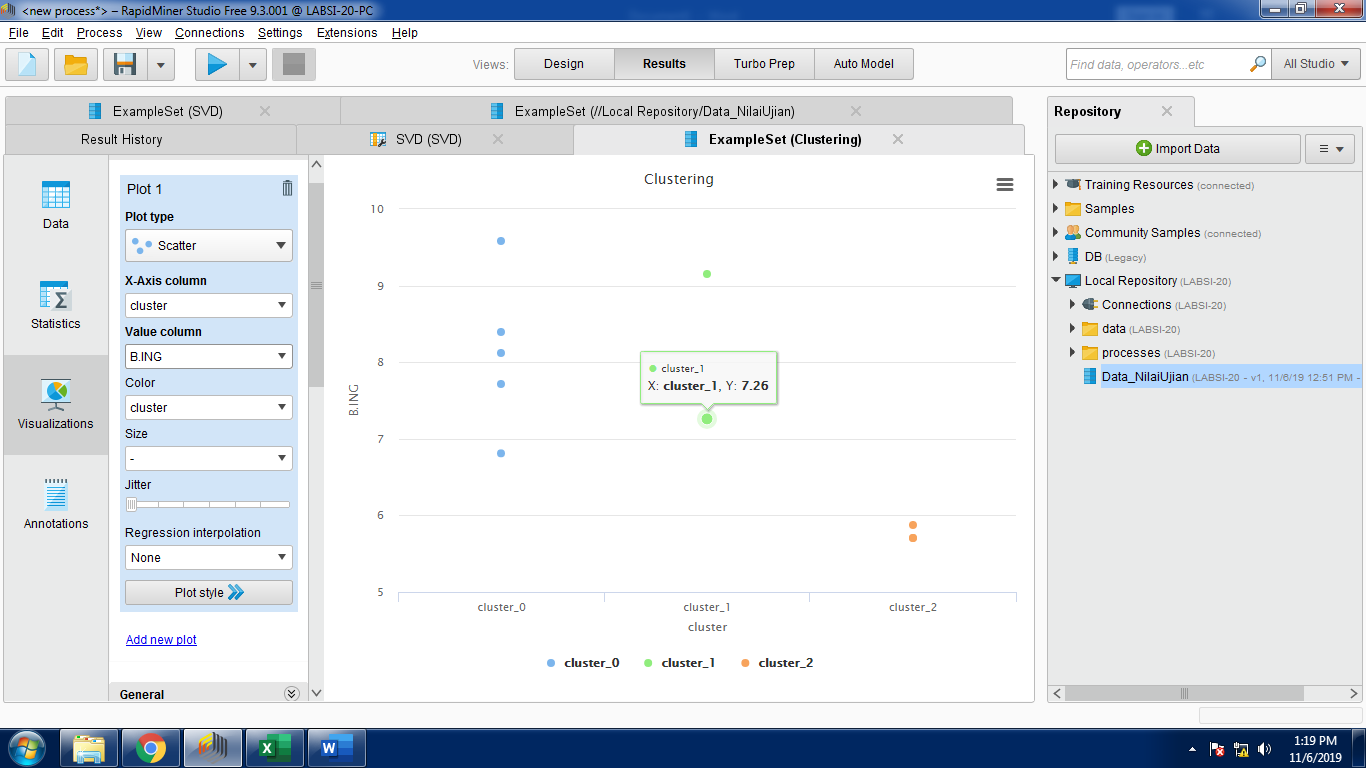 <new process*> – RapidMiner Studio Free 9.3.001 @ LABSI-20-PC
File Edit Process View Connections Settings Extensions Help
Views: Design Results Turbo Prep Auto Model Find data, operators...etc All Studio
ExampleSet (SVD) ExampleSet (//Local Repository/Data_NilaiUjian)
Result History SVD (SVD) ExampleSet (Clustering)
Data
Statistics
Visualizations
Annotations
Plot 1
Plot type
Scatter
X-Axis column
cluster
Value column
B.ING
Color
cluster
Size
-
Jitter
Regression interpolation
None
Plot style
Add new plot
General
Clustering
10
9
8
7
6
5
B.ING
cluster_1
X: cluster_1, Y: 7.26
cluster_0 cluster_1 cluster_2
cluster
cluster_0 cluster_1 cluster_2
Repository
Import Data
Training Resources (connected)
Samples
Community Samples (connected)
DB (Legacy)
Local Repository (LABSI-20)
Connections (LABSI-20)
data (LABSI-20)
processes (LABSI-20)
Data_NilaiUjian (LABSI-20 - v1, 11/6/19 12:51 PM -
1:19 PM
11/6/2019